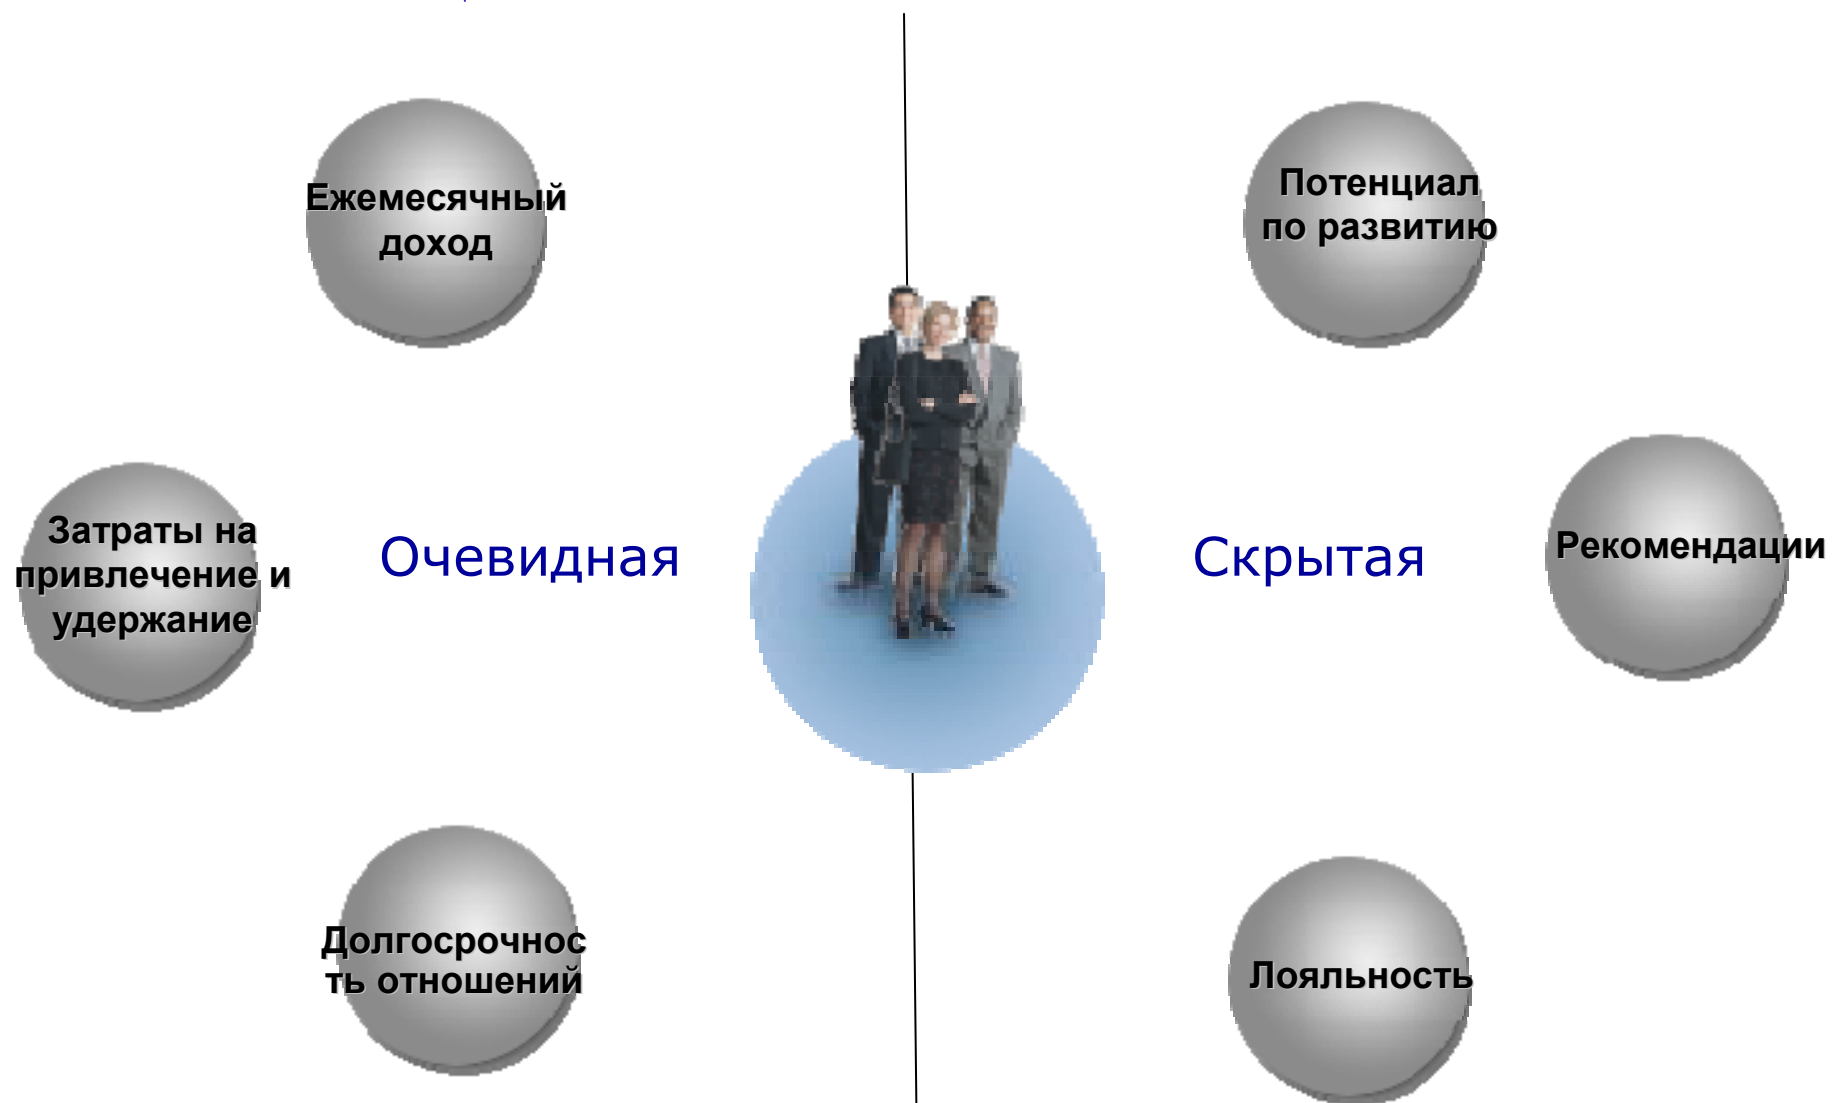 Ежемесячный
доход
Потенциал
по развитию
Затраты на
привлечение и
удержание
Очевидная
Скрытая
Рекомендации
Долгосрочнос
ть отношений
Лояльность